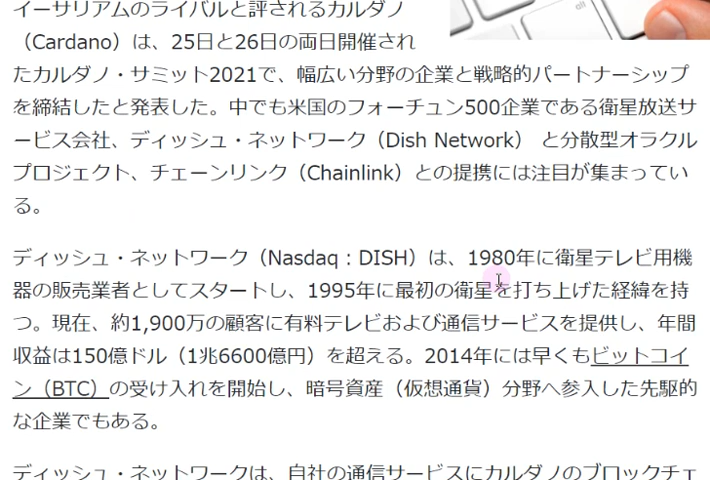 イーサリアムのライバルと評されるカルダノ
（Cardano）は、25日と26日の両日開催され
たカルダノ・サミット2021で、幅広い分野の企業と戦略的パートナーシップ
を締結したと発表した。中でも米国のフォーチュン500企業である衛星放送サ
ービス会社、ディッシュ・ネットワーク（Dish Network） と分散型オラクル
プロジェクト、チェーンリンク（Chainlink）との提携には注目が集まってい
る。
ディッシュ・ネットワーク（Nasdaq：DISH）は、1980年に衛星テレビ用機
器の販売業者としてスタートし、1995年に最初の衛星を打ち上げた経緯を持
つ。現在、約1,900万の顧客に有料テレビおよび通信サービスを提供し、年間
収益は150億ドル（1兆6600億円）を超える。2014年には早くもビットコイ
ン（BTC）の受け入れを開始し、暗号資産（仮想通貨）分野へ参入した先駆的
な企業でもある。
ディッシュ・ネットワークは、自社の通信サービスにカルダノのブロックチェ